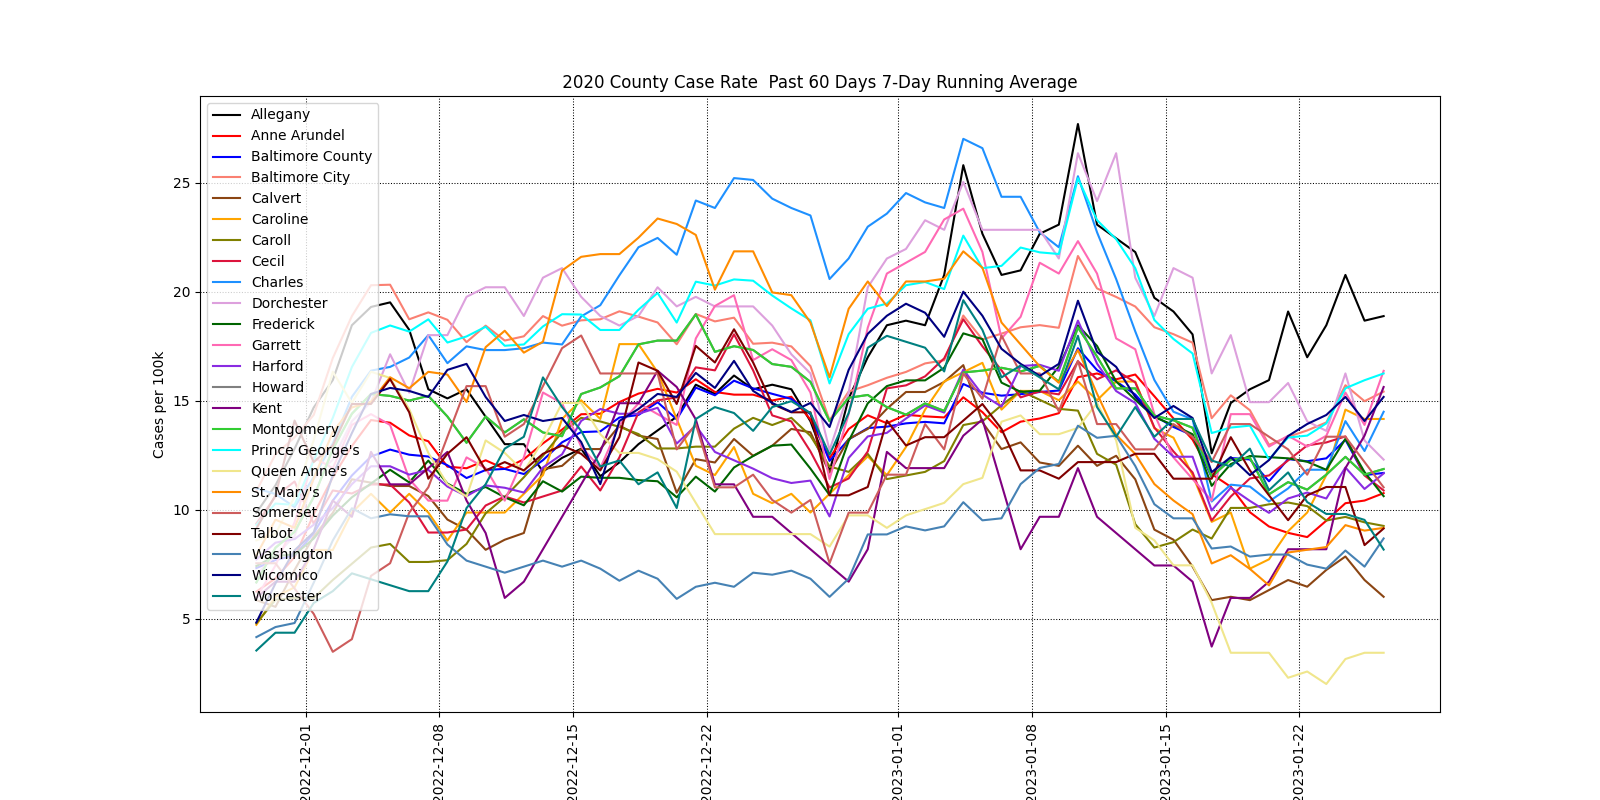 2020 County Case Rate  Past 60 Days 7-Day Running Average
Allegany
Anne Arundel
Baltimore County
Baltimore City
Calvert
Caroline
Caroll
Cecil
Charles
Dorchester
Frederick
Garrett
Harford
Howard
Kent
Montgomery
Prince George's
Queen Anne's
St. Mary's
Somerset
Talbot
Washington
Wicomico
Worcester
Cases per 100k
25
20
15
10
5
2022-12-01
2022-12-08
2022-12-15
2022-12-22
2023-01-01
2023-01-08
2023-01-15
2023-01-22